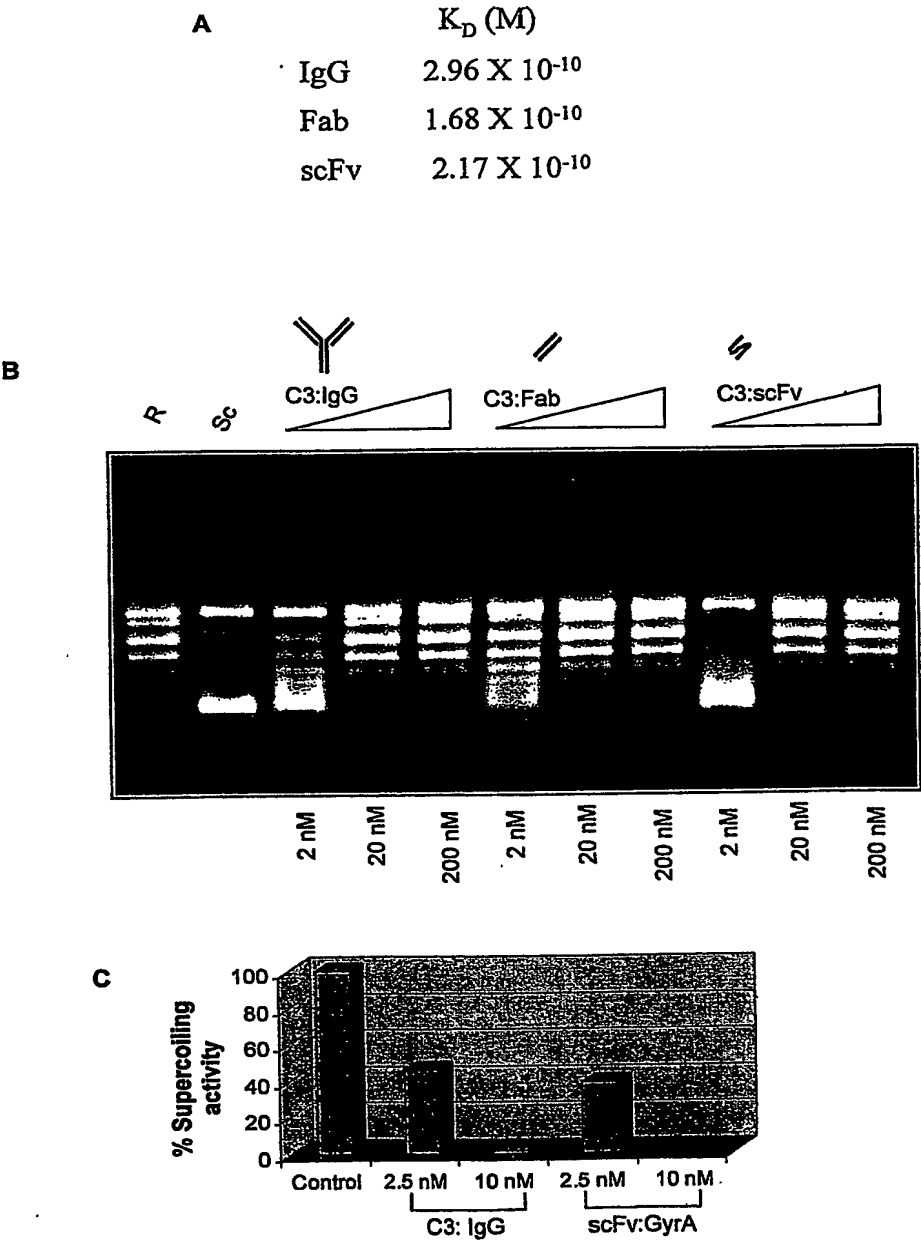 A
K_D (M)
IgG 2.96 X 10^-10
Fab 1.68 X 10^-10
scFv 2.17 X 10^-10
B
R Sc C3:IgG C3:Fab C3:scFv
2 nM 20 nM 200 nM 2 nM 20 nM 200 nM 2 nM 20 nM 200 nM
C
% Supercoiling
activity
100
80
60
40
20
0
Control 2.5 nM 10 nM 2.5 nM 10 nM
C3: IgG scFv:GyrA